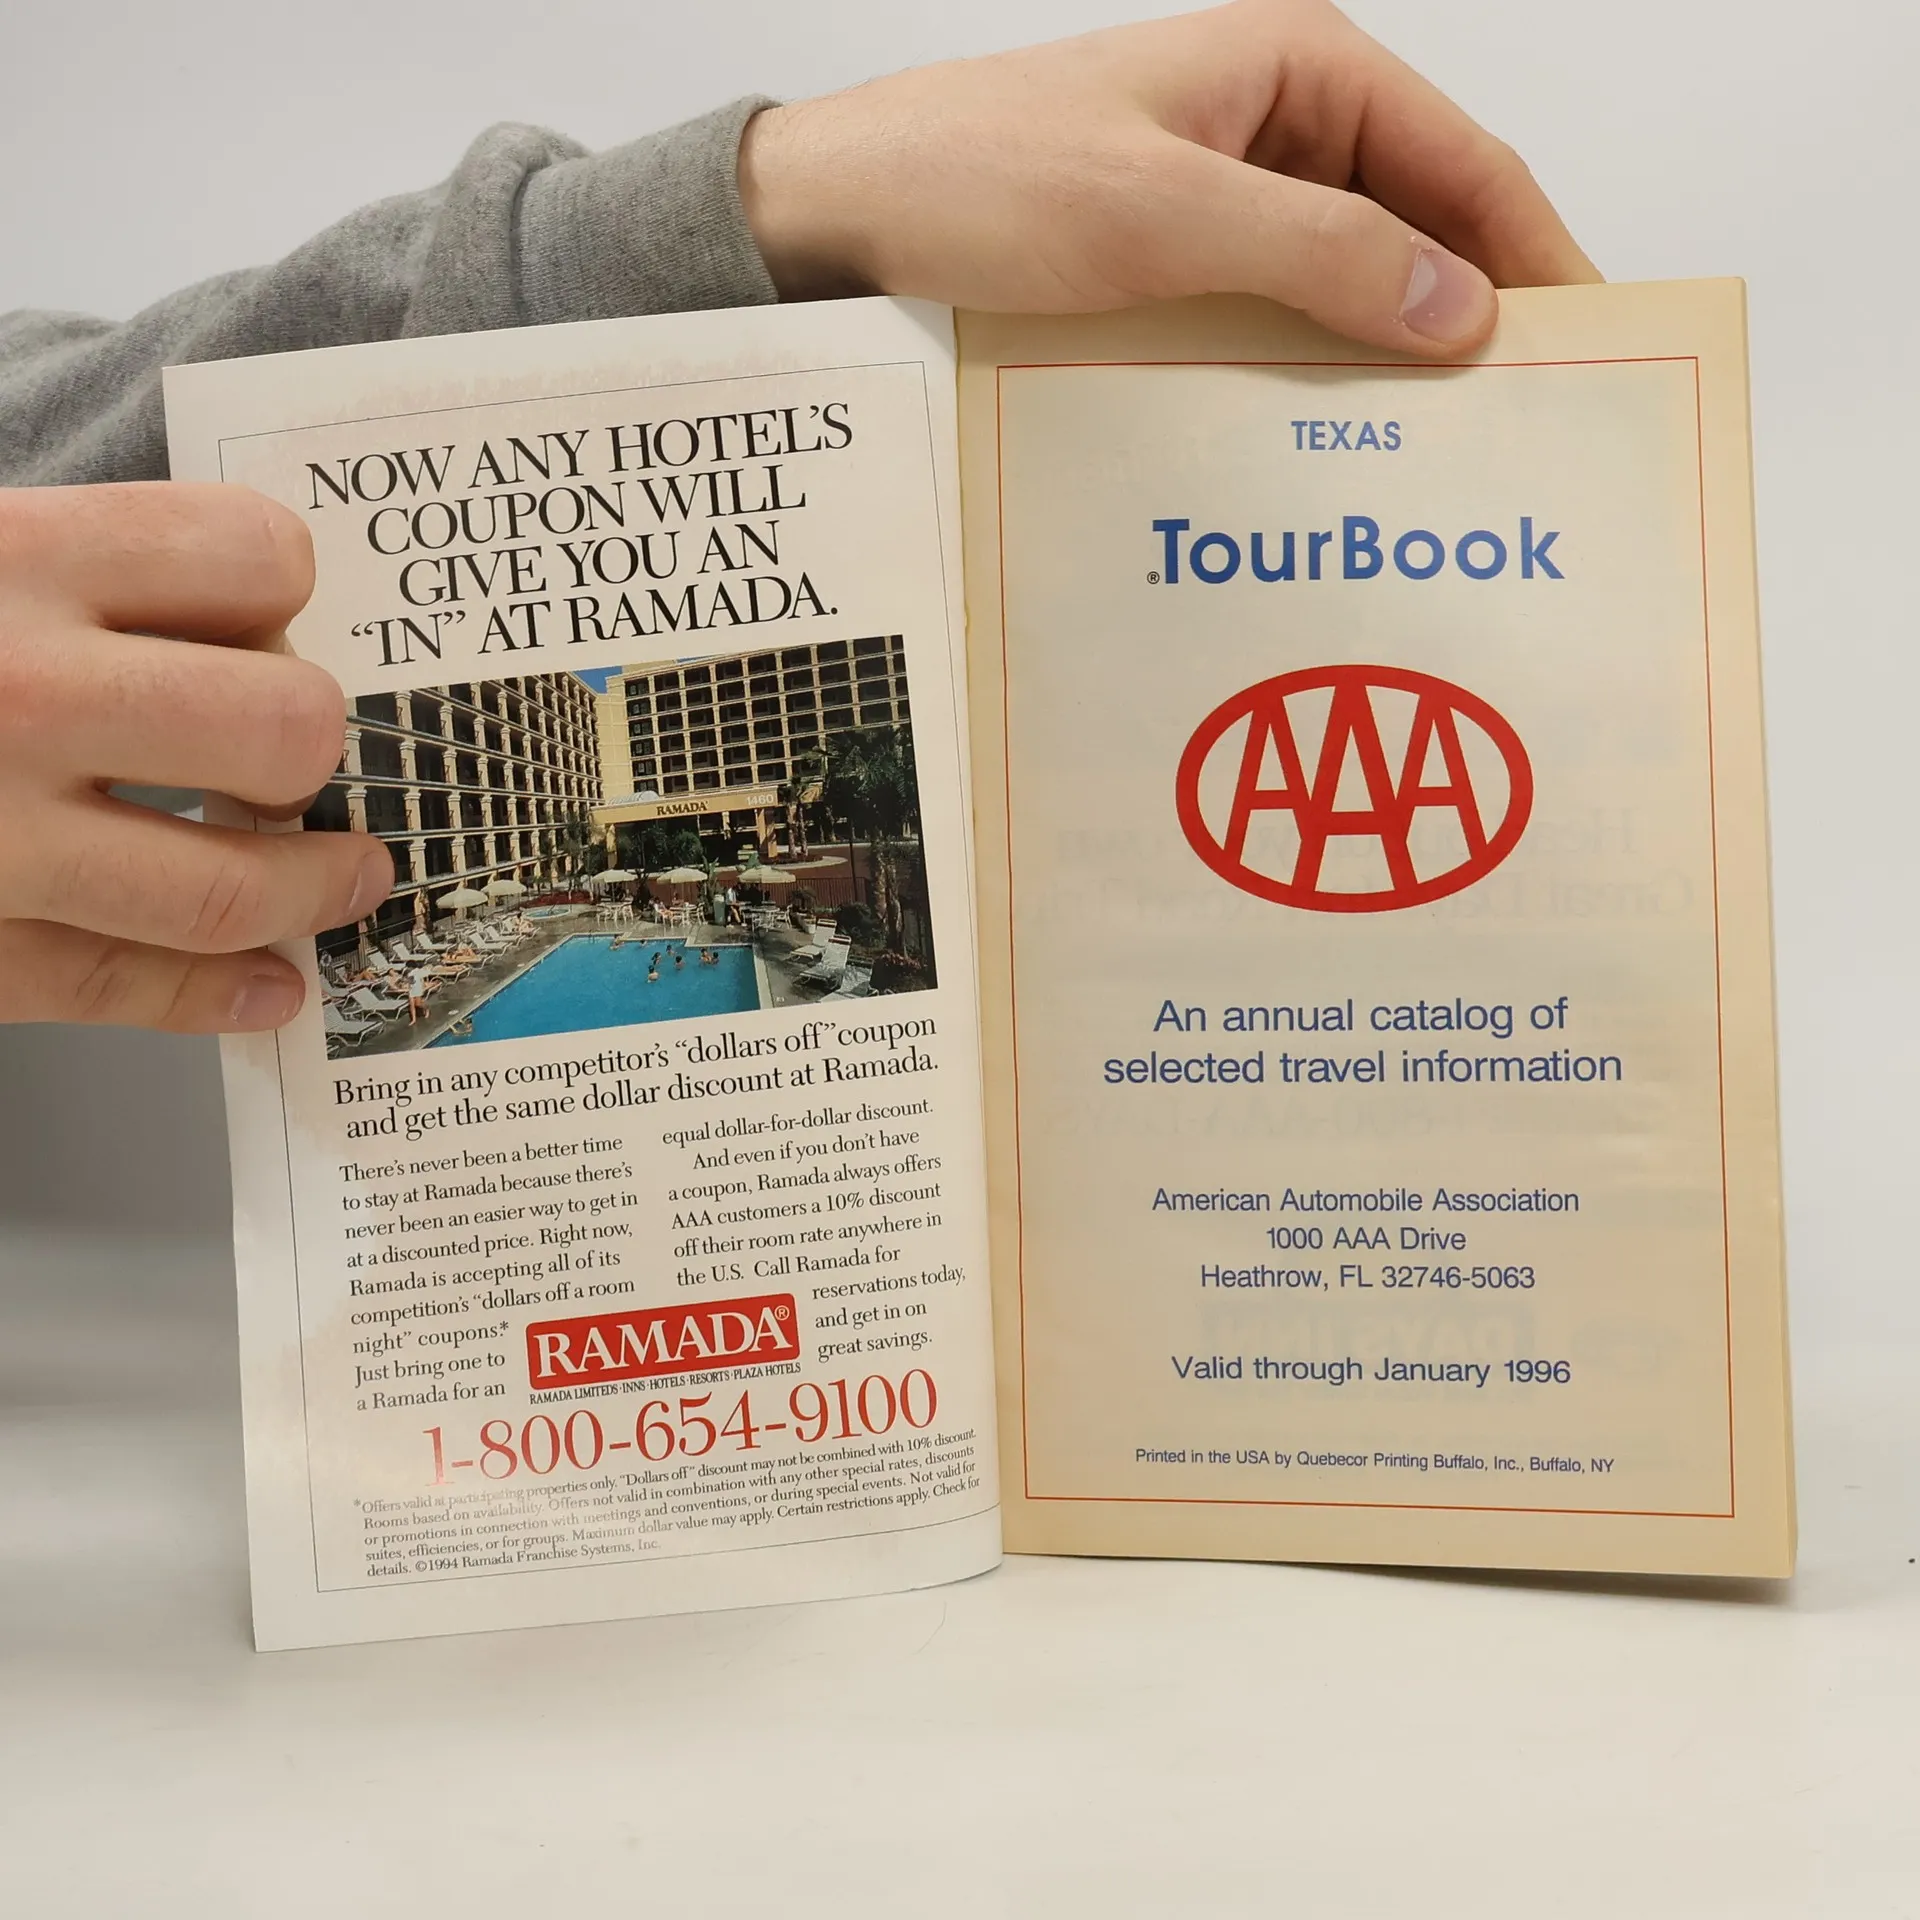 NOW ANY HOTEL'S
COUPON WILL
GIVE YOU AN
“IN” AT RAMADA.
RAMADA
1460
Bring in any competitor's “dollars off” coupon
and get the same dollar discount at Ramada.
There's never been a better time
to stay at Ramada because there's
never been an easier way to get in
at a discounted price. Right now,
Ramada is accepting all of its
competition's “dollars off a room
night” coupons.*
Just bring one to
a Ramada for an
equal dollar-for-dollar discount.
And even if you don't have
a coupon, Ramada always offers
AAA customers a 10% discount
off their room rate anywhere in
the U.S. Call Ramada for
reservations today,
and get in on
great savings.
RAMADA®
RAMADA LIMITEDS·INNS·HOTELS·RESORTS·PLAZA HOTELS
1-800-654-9100
*Offers valid at participating properties only. “Dollars off” discount may not be combined with 10% discount.
Rooms based on availability. Offers not valid in combination with any other special rates, discounts
or promotions in connection with meetings and conventions, or during special events. Not valid for
suites, efficiencies, or for groups. Maximum dollar value may apply. Certain restrictions apply. Check for
details. ©1994 Ramada Franchise Systems, Inc.
TEXAS
®TourBook
AAA
An annual catalog of
selected travel information
American Automobile Association
1000 AAA Drive
Heathrow, FL 32746-5063
Valid through January 1996
Printed in the USA by Quebecor Printing Buffalo, Inc., Buffalo, NY